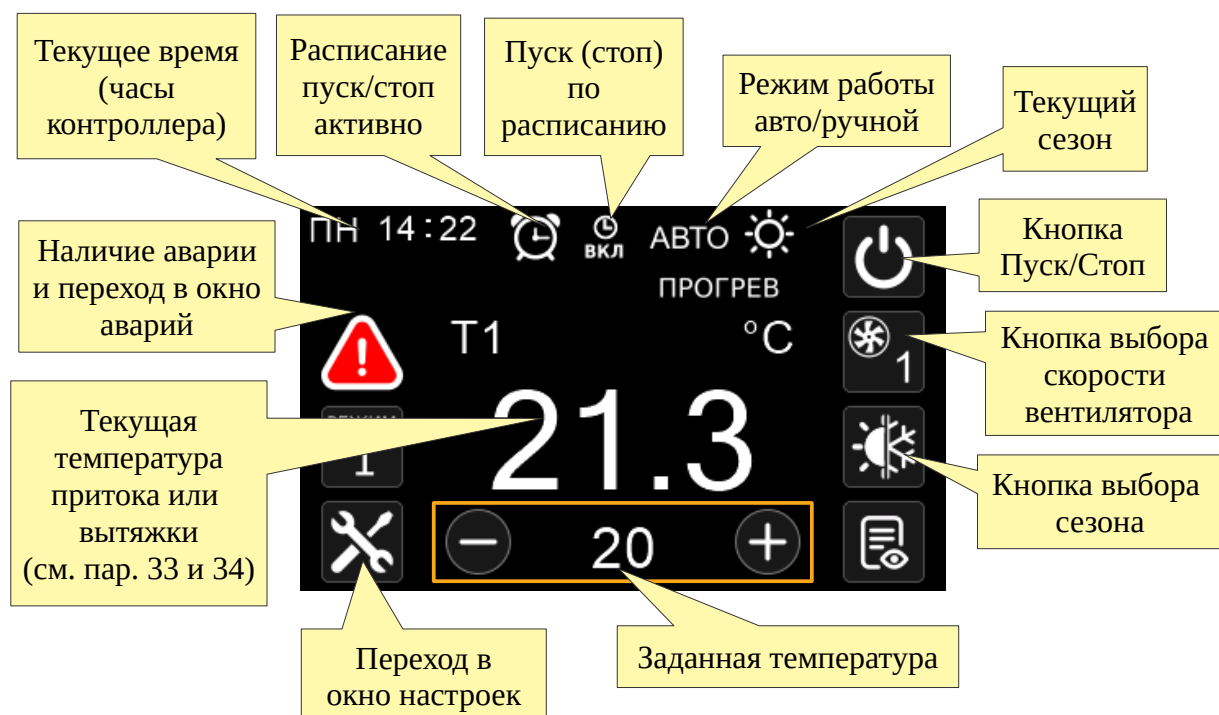 Текущее время
(часы
контроллера)
Расписание
пуск/стоп
активно
Пуск (стоп)
по
расписанию
Режим работы
авто/ручной
Текущий
сезон
Наличие аварии
и переход в окно
аварий
ПН 14:22
ВКЛ
АВТО
ПРОГРЕВ
Кнопка
Пуск/Стоп
T1
°C
1
Кнопка выбора
скорости
вентилятора
Текущая
температура
притока или
вытяжки
(см. пар. 33 и 34)
21.3
1
Кнопка выбора
сезона
20
Переход в
окно настроек
Заданная температура